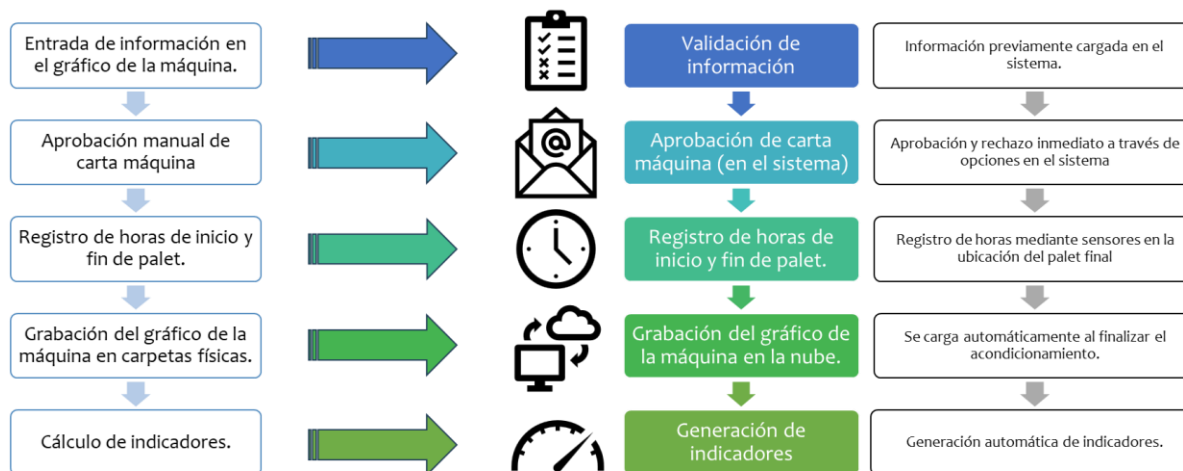 Entrada de información en
el gráfico de la máquina.
Validación de
información
Información previamente cargada en el
sistema.
Aprobación manual de
carta máquina
@
Aprobación de carta
máquina (en el sistema)
Aprobación y rechazo inmediato a través de
opciones en el sistema
Registro de horas de inicio y
fin de palet.
Registro de horas de
inicio y fin de palet.
Registro de horas mediante sensores en la
ubicación del palet final
Grabación del gráfico de la
máquina en carpetas físicas.
Grabación del gráfico de
la máquina en la nube.
Se carga automáticamente al finalizar el
acondicionamiento.
Cálculo de indicadores.
Generación de
indicadores
Generación automática de indicadores.